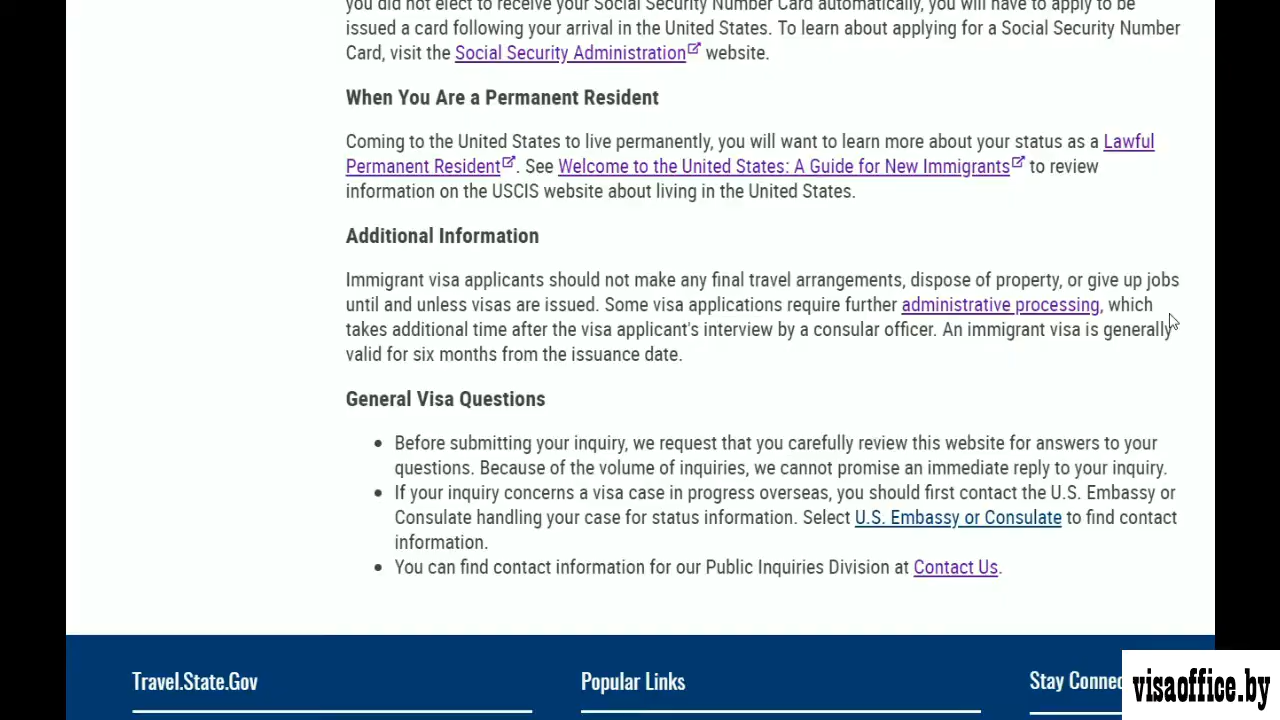 you did not elect to receive your Social Security Number Card automatically, you will have to apply to be
issued a card following your arrival in the United States. To learn about applying for a Social Security Number
Card, visit the Social Security Administration website.
When You Are a Permanent Resident
Coming to the United States to live permanently, you will want to learn more about your status as a Lawful
Permanent Resident. See Welcome to the United States: A Guide for New Immigrants to review
information on the USCIS website about living in the United States.
Additional Information
Immigrant visa applicants should not make any final travel arrangements, dispose of property, or give up jobs
until and unless visas are issued. Some visa applications require further administrative processing, which
takes additional time after the visa applicant's interview by a consular officer. An immigrant visa is generally
valid for six months from the issuance date.
General Visa Questions
• Before submitting your inquiry, we request that you carefully review this website for answers to your
questions. Because of the volume of inquiries, we cannot promise an immediate reply to your inquiry.
• If your inquiry concerns a visa case in progress overseas, you should first contact the U.S. Embassy or
Consulate handling your case for status information. Select U.S. Embassy or Consulate to find contact
information.
• You can find contact information for our Public Inquiries Division at Contact Us.
Travel.State.Gov
Popular Links
Stay Connec
visaoffice.by